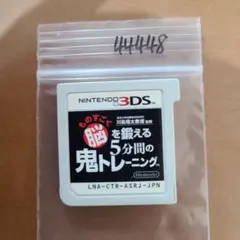 44448
NINTENDO 3DS
ものすごく
脳を鍛える
5分間の
鬼トレーニング
Nintendo
LNA-CTR-ASRJ-JPN